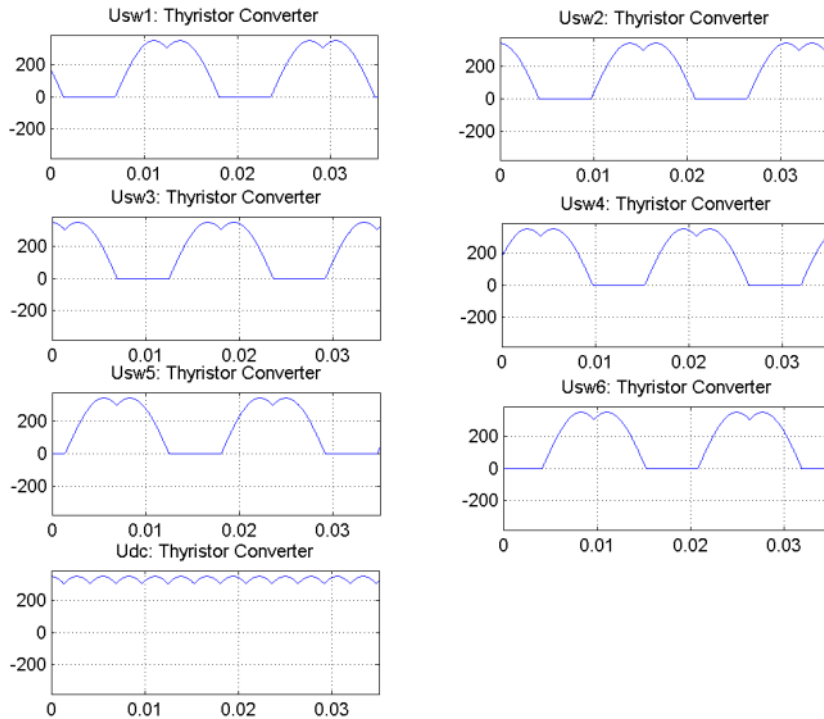 Usw1: Thyristor Converter
200
0
-200
0 0.01 0.02 0.03
Usw2: Thyristor Converter
200
0
-200
0 0.01 0.02 0.03
Usw3: Thyristor Converter
200
0
-200
0 0.01 0.02 0.03
Usw4: Thyristor Converter
200
0
-200
0 0.01 0.02 0.03
Usw5: Thyristor Converter
200
0
-200
0 0.01 0.02 0.03
Usw6: Thyristor Converter
200
0
-200
0 0.01 0.02 0.03
Udc: Thyristor Converter
200
0
-200
0 0.01 0.02 0.03